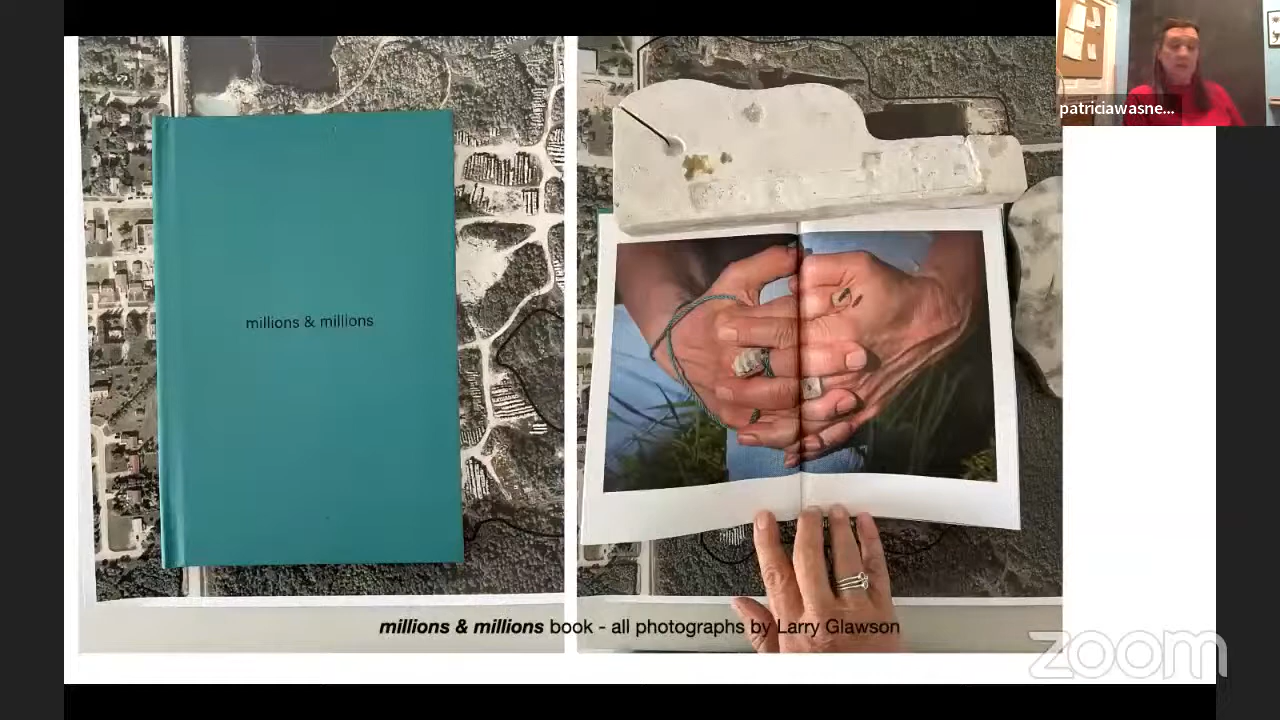 patriciawasne...
millions & millions
millions & millions book - all photographs by Larry Glawson
zoom